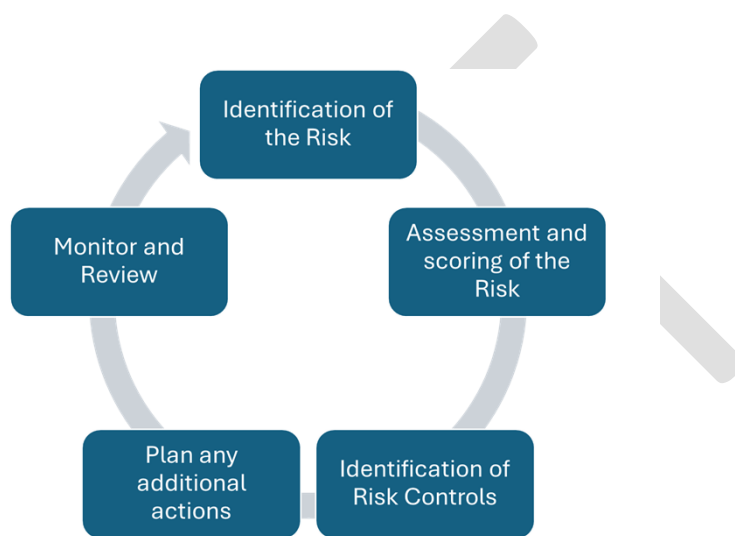 Identification of
the Risk
Assessment and
scoring of the
Risk
Identification of
Risk Controls
Plan any
additional
actions
Monitor and
Review